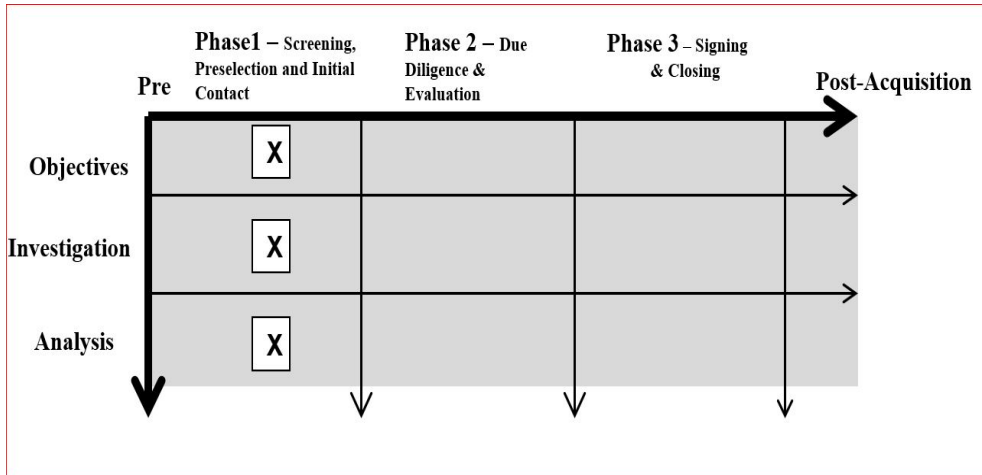 Pre
Phase1 – Screening,
Preselection and Initial
Contact
Phase 2 – Due
Diligence &
Evaluation
Phase 3 – Signing
& Closing
Post-Acquisition
Objectives
X
Investigation
X
Analysis
X